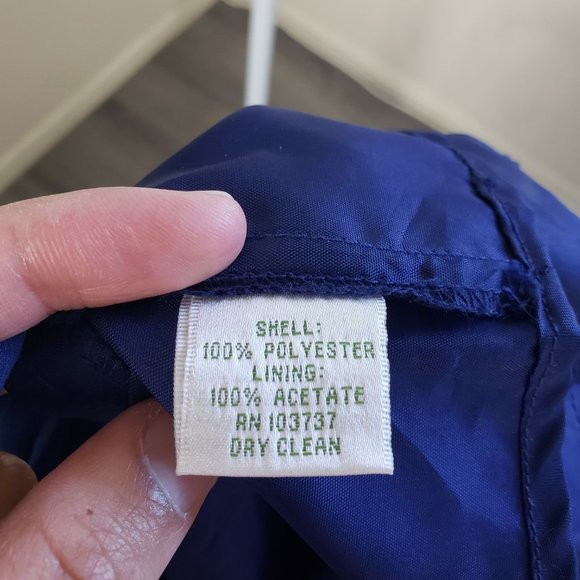 SHELL:
100% POLYESTER
LINING:
100% ACETATE
RN 103737
DRY CLEAN